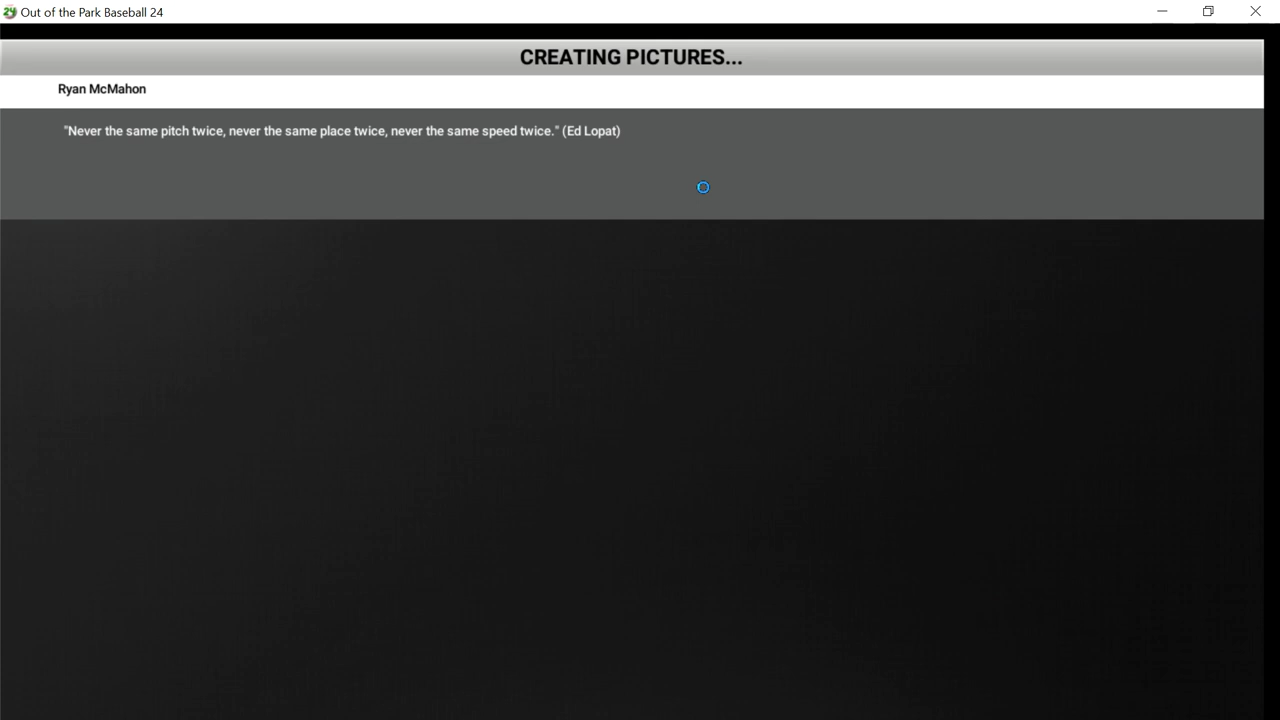 Out of the Park Baseball 24
CREATING PICTURES...
Ryan McMahon
"Never the same pitch twice, never the same place twice, never the same speed twice." (Ed Lopat)